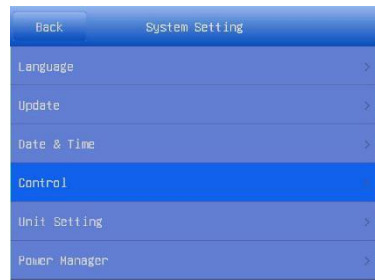 Back System Setting
Language
Update
Date & Time
Control
Unit Setting
Power Manager